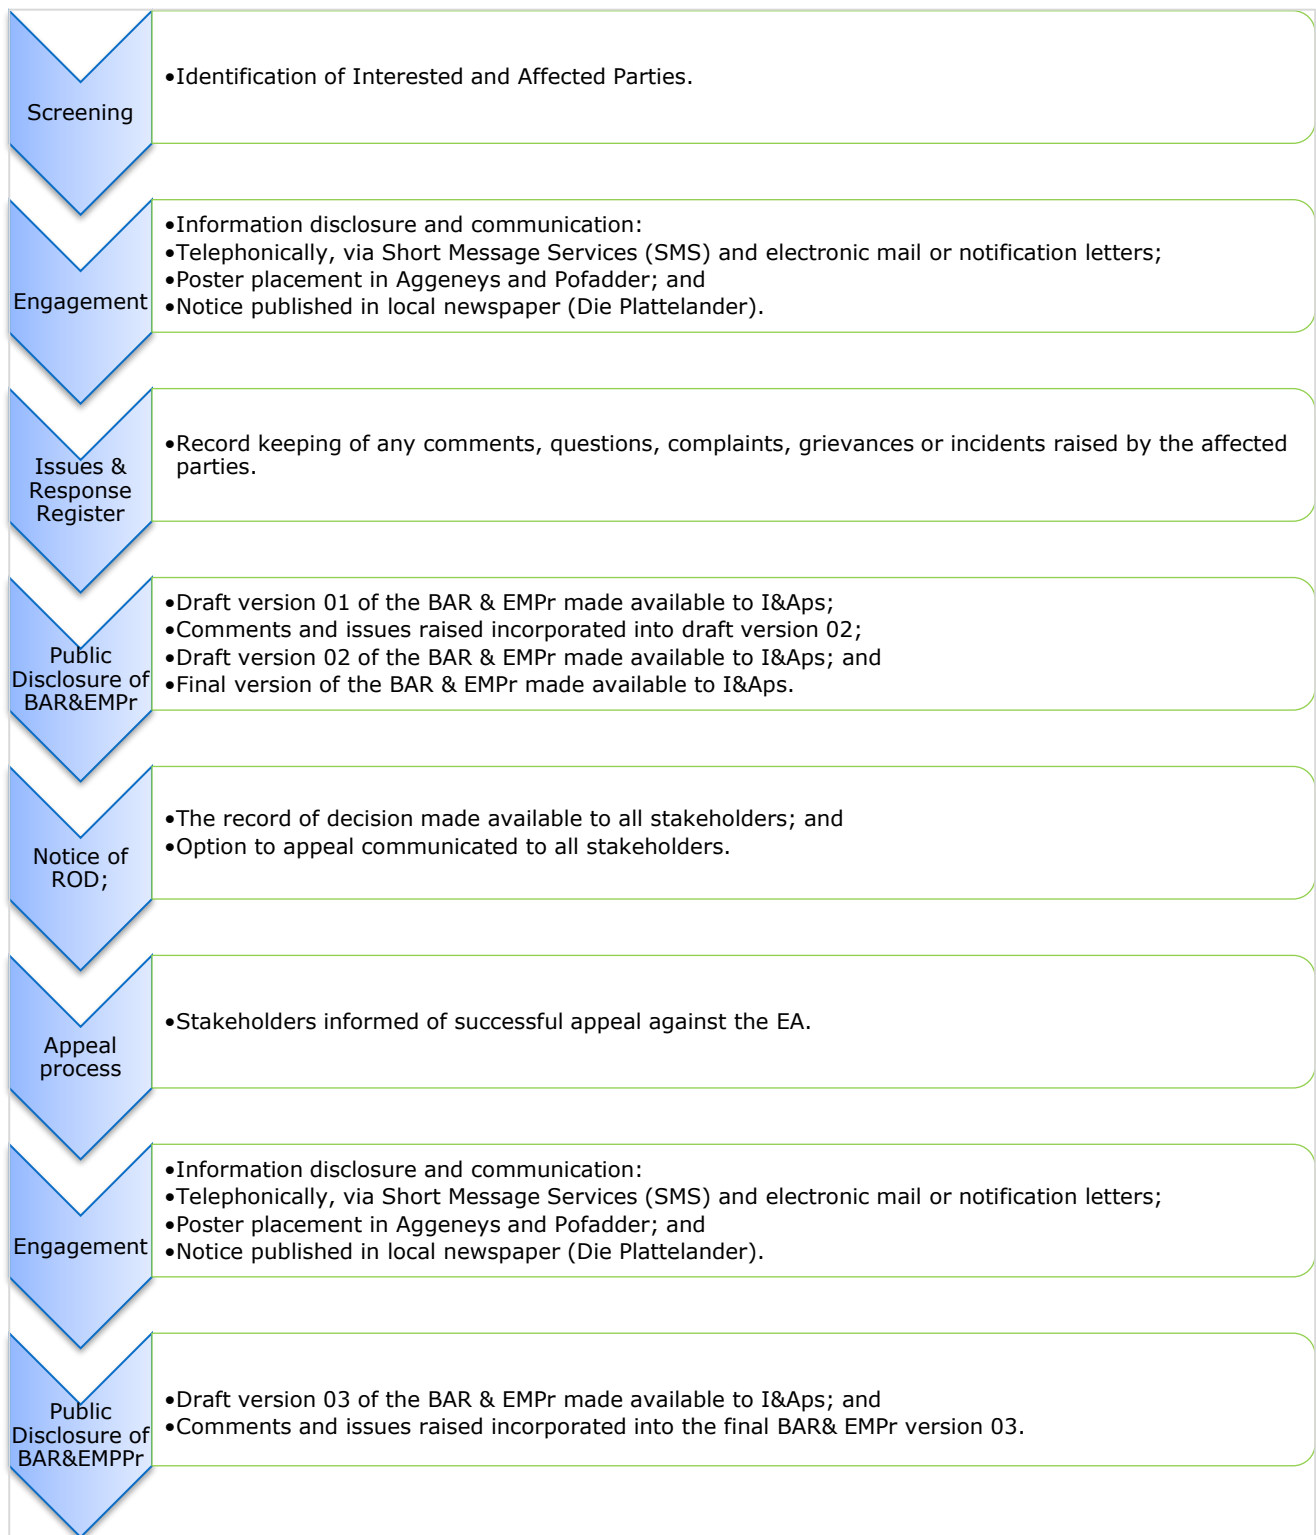 Screening
•Identification of Interested and Affected Parties.
Engagement
•Information disclosure and communication:
•Telephonically, via Short Message Services (SMS) and electronic mail or notification letters;
•Poster placement in Aggeneys and Pofadder; and
•Notice published in local newspaper (Die Plattelander).
Issues &
Response
Register
•Record keeping of any comments, questions, complaints, grievances or incidents raised by the affected
parties.
Public
Disclosure of
BAR&EMPr
•Draft version 01 of the BAR & EMPr made available to I&Aps;
•Comments and issues raised incorporated into draft version 02;
•Draft version 02 of the BAR & EMPr made available to I&Aps; and
•Final version of the BAR & EMPr made available to I&Aps.
Notice of
ROD;
•The record of decision made available to all stakeholders; and
•Option to appeal communicated to all stakeholders.
Appeal
process
•Stakeholders informed of successful appeal against the EA.
Engagement
•Information disclosure and communication:
•Telephonically, via Short Message Services (SMS) and electronic mail or notification letters;
•Poster placement in Aggeneys and Pofadder; and
•Notice published in local newspaper (Die Plattelander).
Public
Disclosure of
BAR&EMPPr
•Draft version 03 of the BAR & EMPr made available to I&Aps; and
•Comments and issues raised incorporated into the final BAR& EMPr version 03.